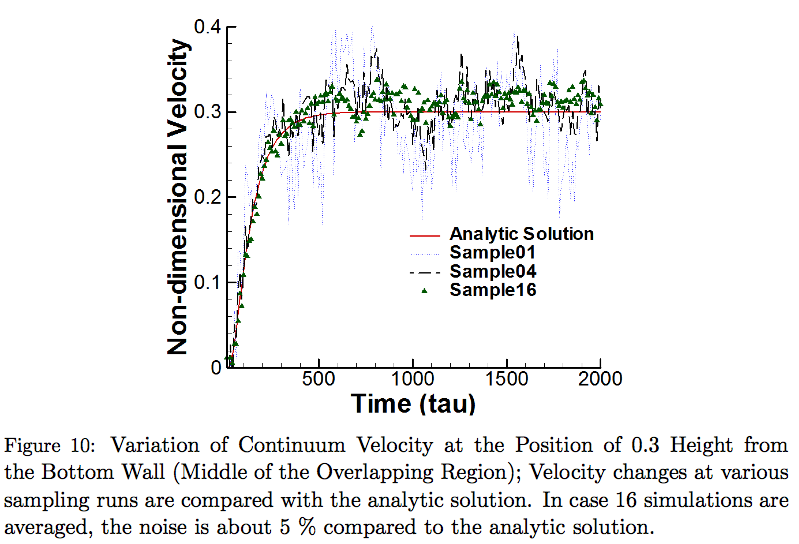 0.4
0.3
0.2
0.1
0
Non-dimensional Velocity
Analytic Solution
Sample01
Sample04
Sample16
500
1000
1500
2000
Time (tau)
Figure 10: Variation of Continuum Velocity at the Position of 0.3 Height from
the Bottom Wall (Middle of the Overlapping Region); Velocity changes at various
sampling runs are compared with the analytic solution. In case 16 simulations are
averaged, the noise is about 5 % compared to the analytic solution.